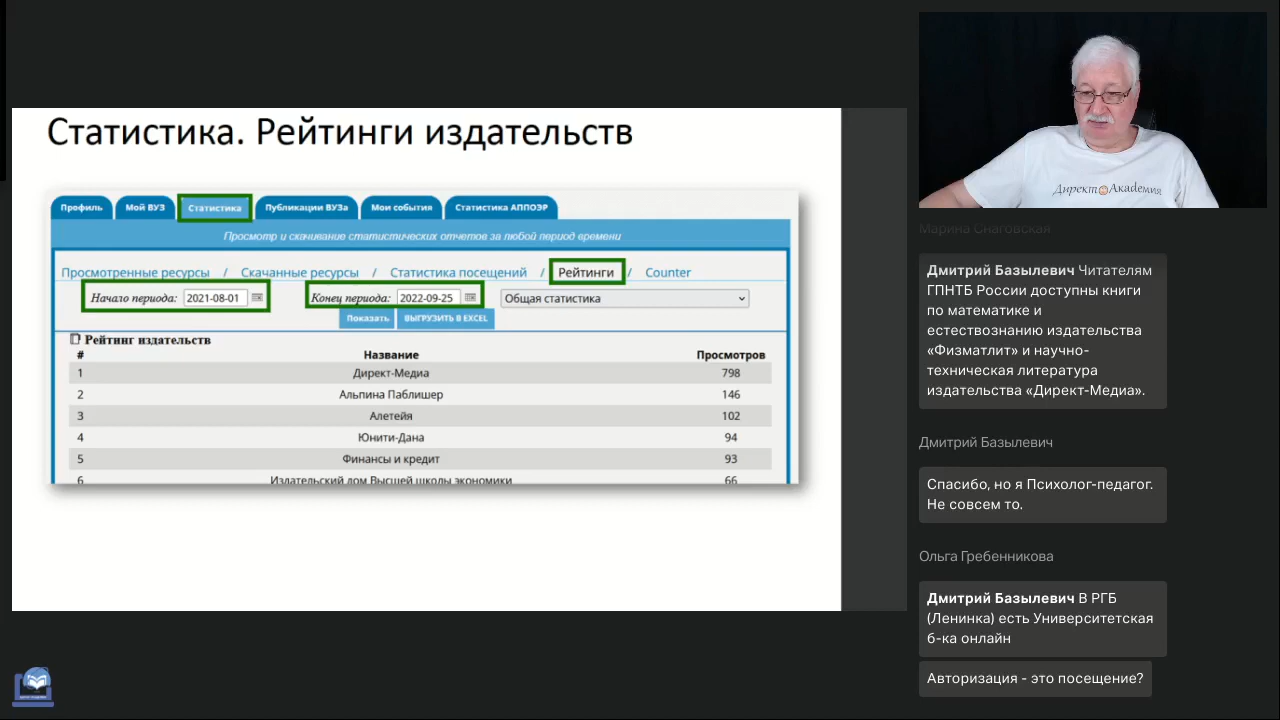 Статистика. Рейтинги издательств
Профиль
Мой ВУЗ
Статистика
Публикации ВУЗа
Мои события
Статистика АППОЭР
Просмотр и скачивание статистических отчетов за любой период времени
Просмотренные ресурсы / Скачанные ресурсы / Статистика посещений / Рейтинги / Counter
Начало периода: 2021-08-01 Конец периода: 2022-09-25 Общая статистика
Показать ВЫГРУЗИТЬ В EXCEL
Рейтинг издательств
# Название Просмотров
1 Директ-Медиа 798
2 Альпина Паблишер 146
3 Алетейя 102
4 Юнити-Дана 94
5 Финансы и кредит 93
6 Издательский дом Высшей школы экономики 66
Директ Академия
Марина Снаговская
Дмитрий Базылевич Читателям
ГПНТБ России доступны книги
по математике и
естествознанию издательства
«Физматлит» и научно-
техническая литература
издательства «Директ-Медиа».
Дмитрий Базылевич
Спасибо, но я Психолог-педагог.
Не совсем то.
Ольга Гребенникова
Дмитрий Базылевич В РГБ
(Ленинка) есть Университетская
б-ка онлайн
Авторизация - это посещение?